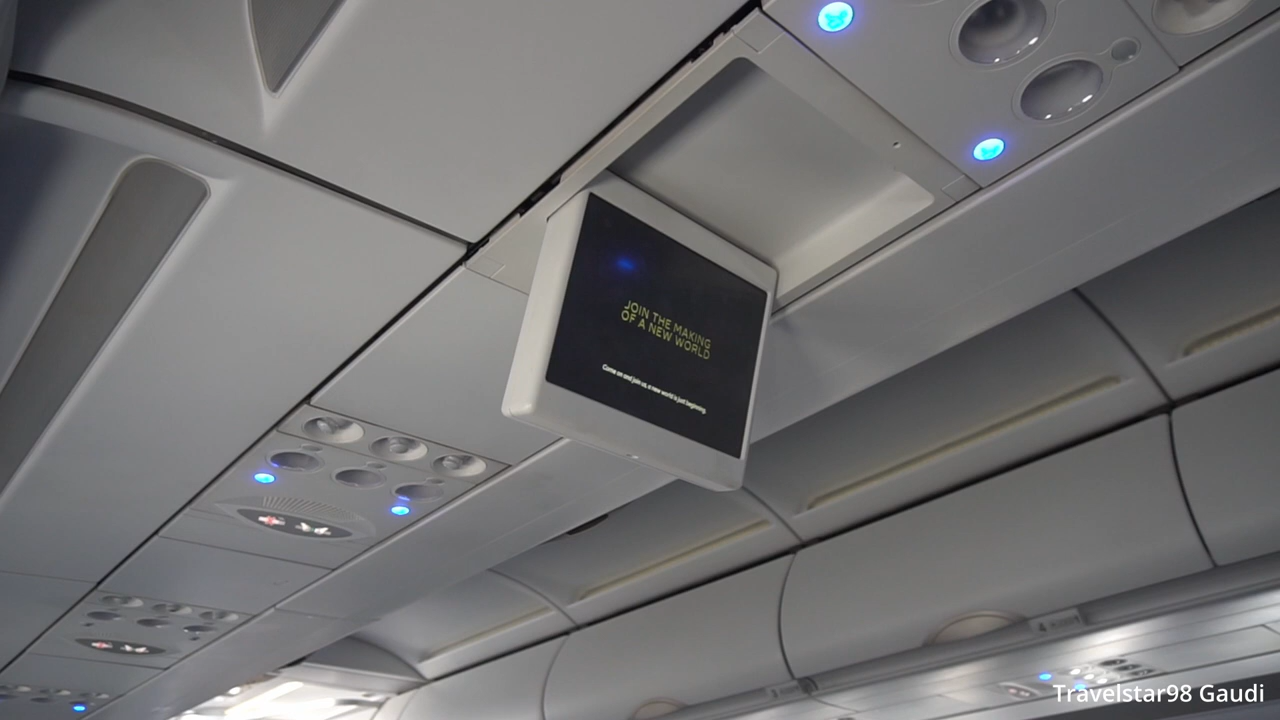 JOIN THE MAKING
OF A NEW WORLD
Come on and join us, a new world is just beginning.
Travelstar98 Gaudi